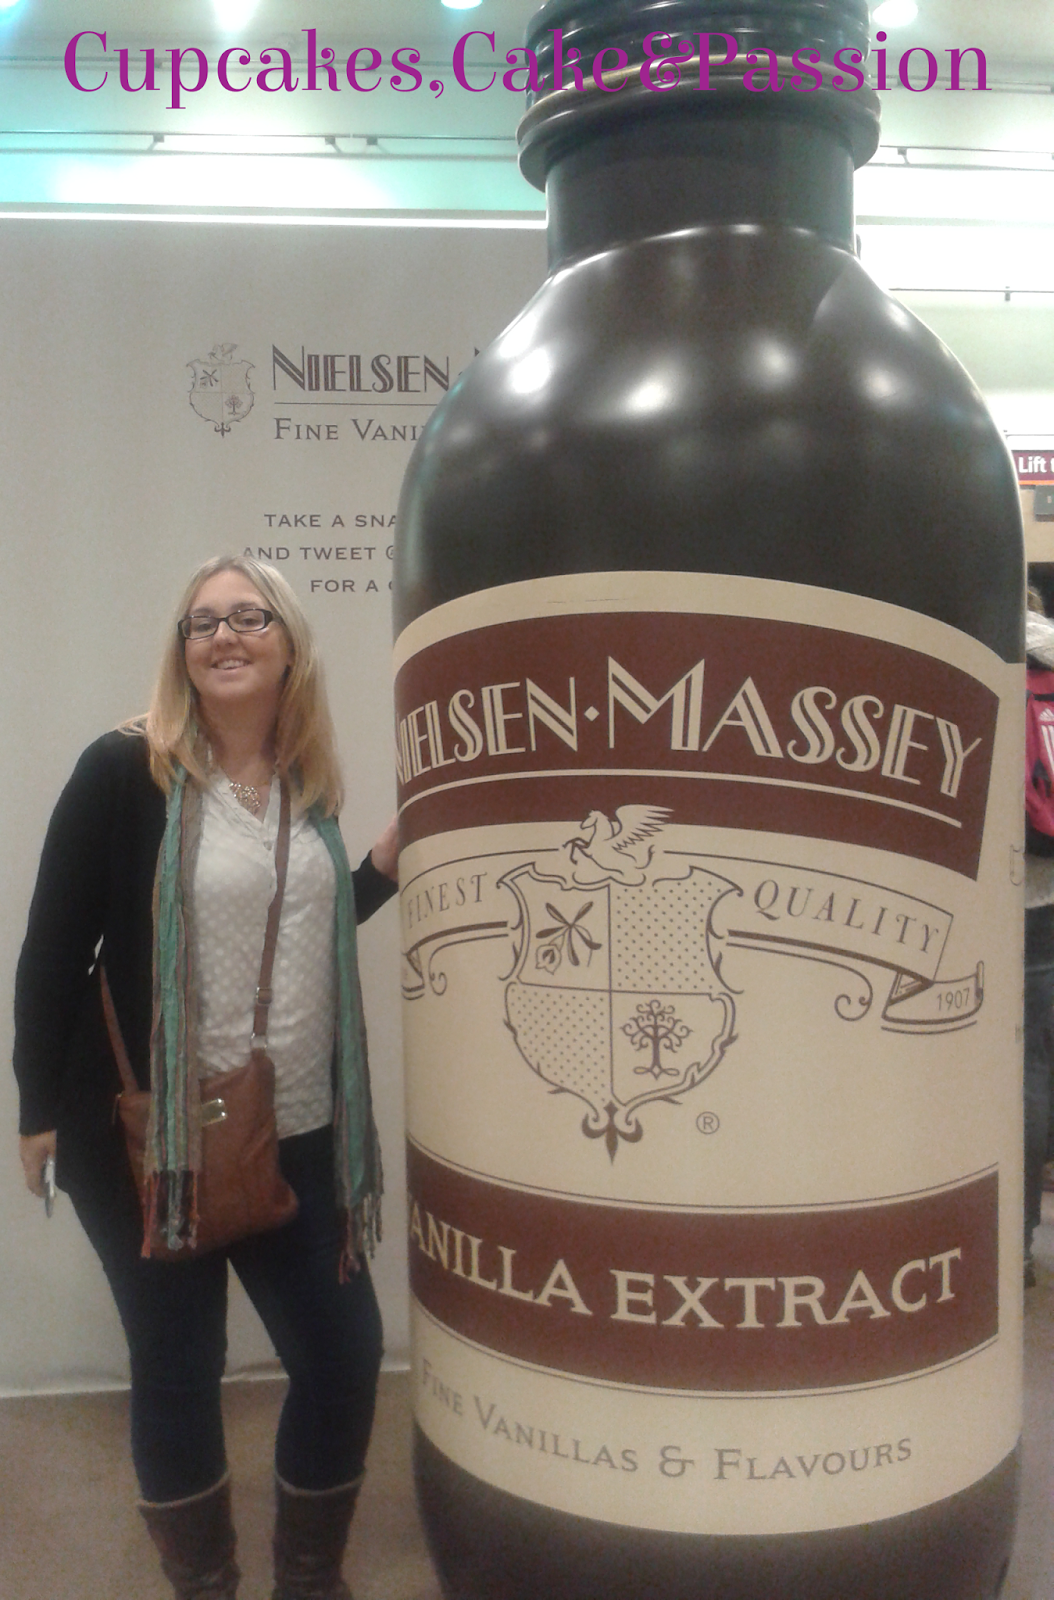 Cupcakes,Cake&Passion
NIELSEN
FINE VANI
TAKE A SNA
AND TWEET @
FOR A
Lift t
NIELSEN·MASSEY
FINEST QUALITY
1907
®
VANILLA EXTRACT
FINE VANILLAS & FLAVOURS